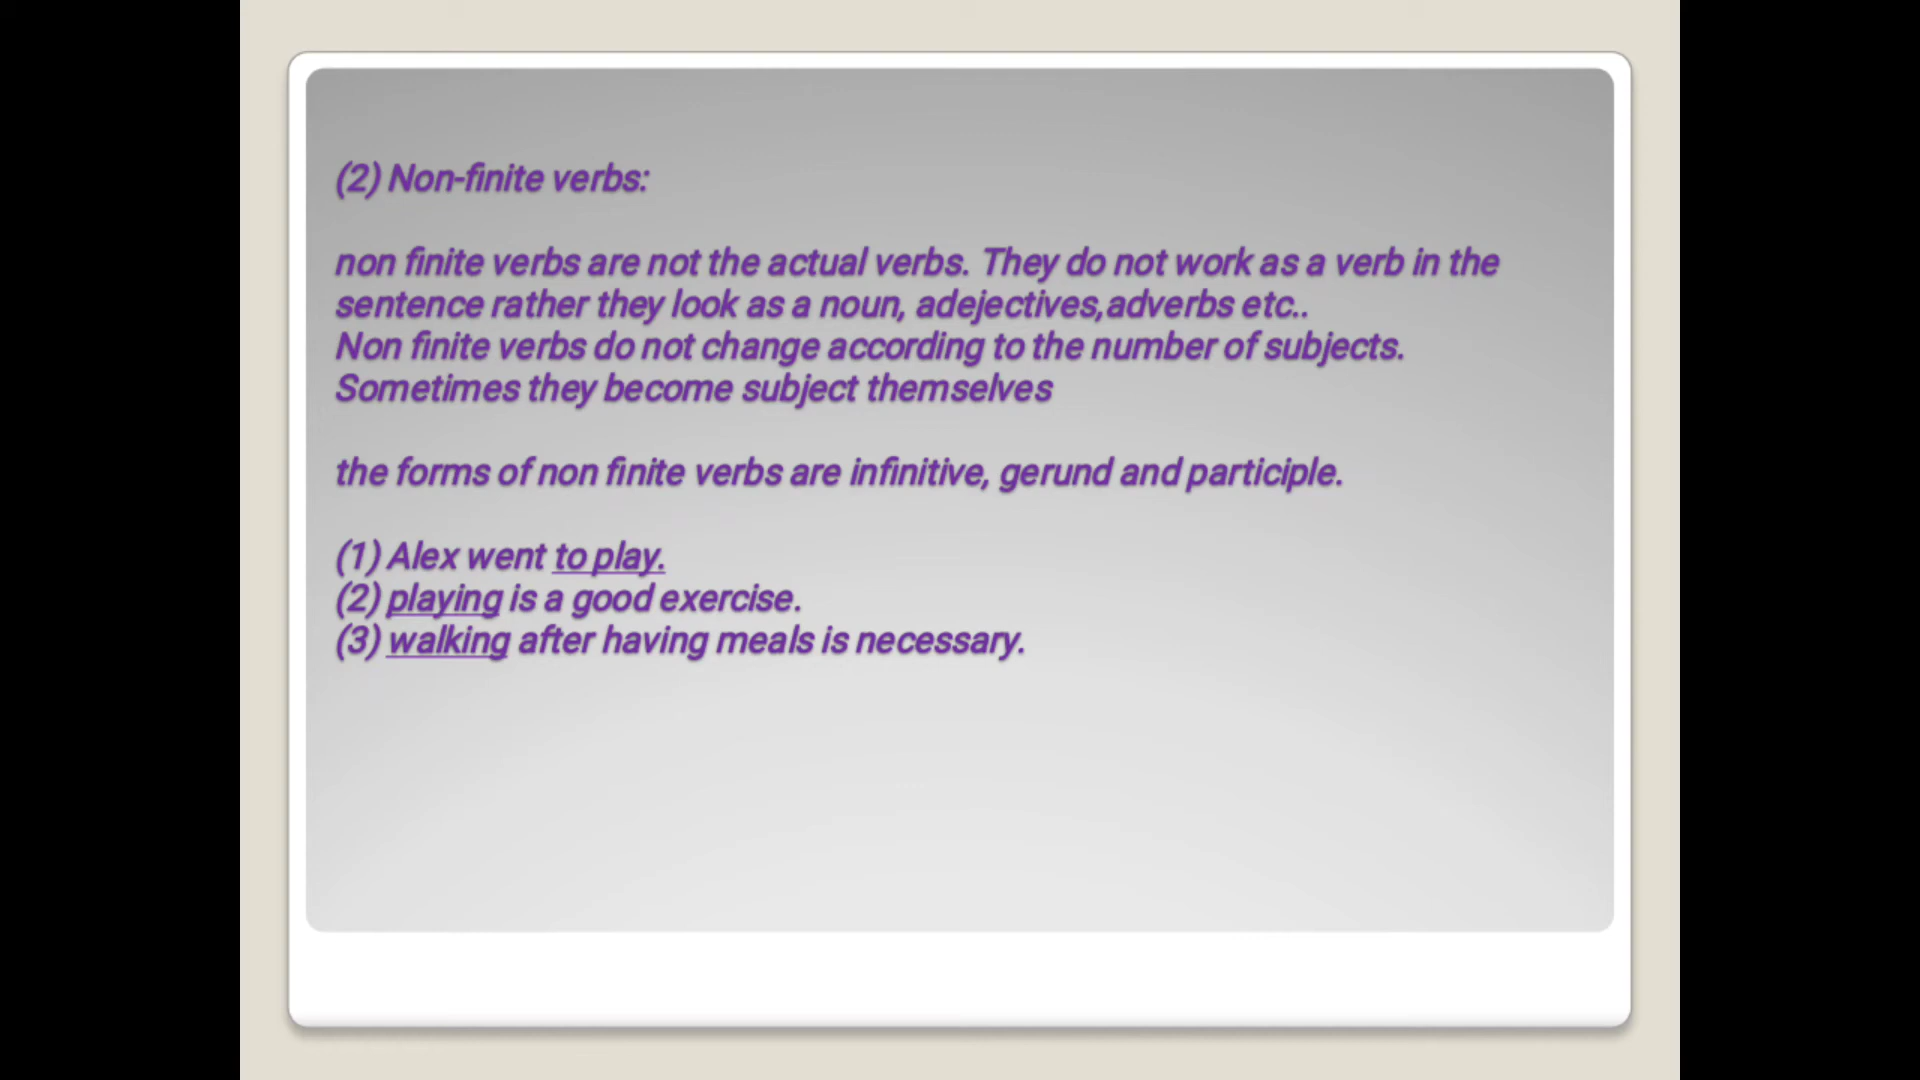 (2) Non-finite verbs:
non finite verbs are not the actual verbs. They do not work as a verb in the
sentence rather they look as a noun, adejectives,adverbs etc..
Non finite verbs do not change according to the number of subjects.
Sometimes they become subject themselves
the forms of non finite verbs are infinitive, gerund and participle.
(1) Alex went to play.
(2) playing is a good exercise.
(3) walking after having meals is necessary.